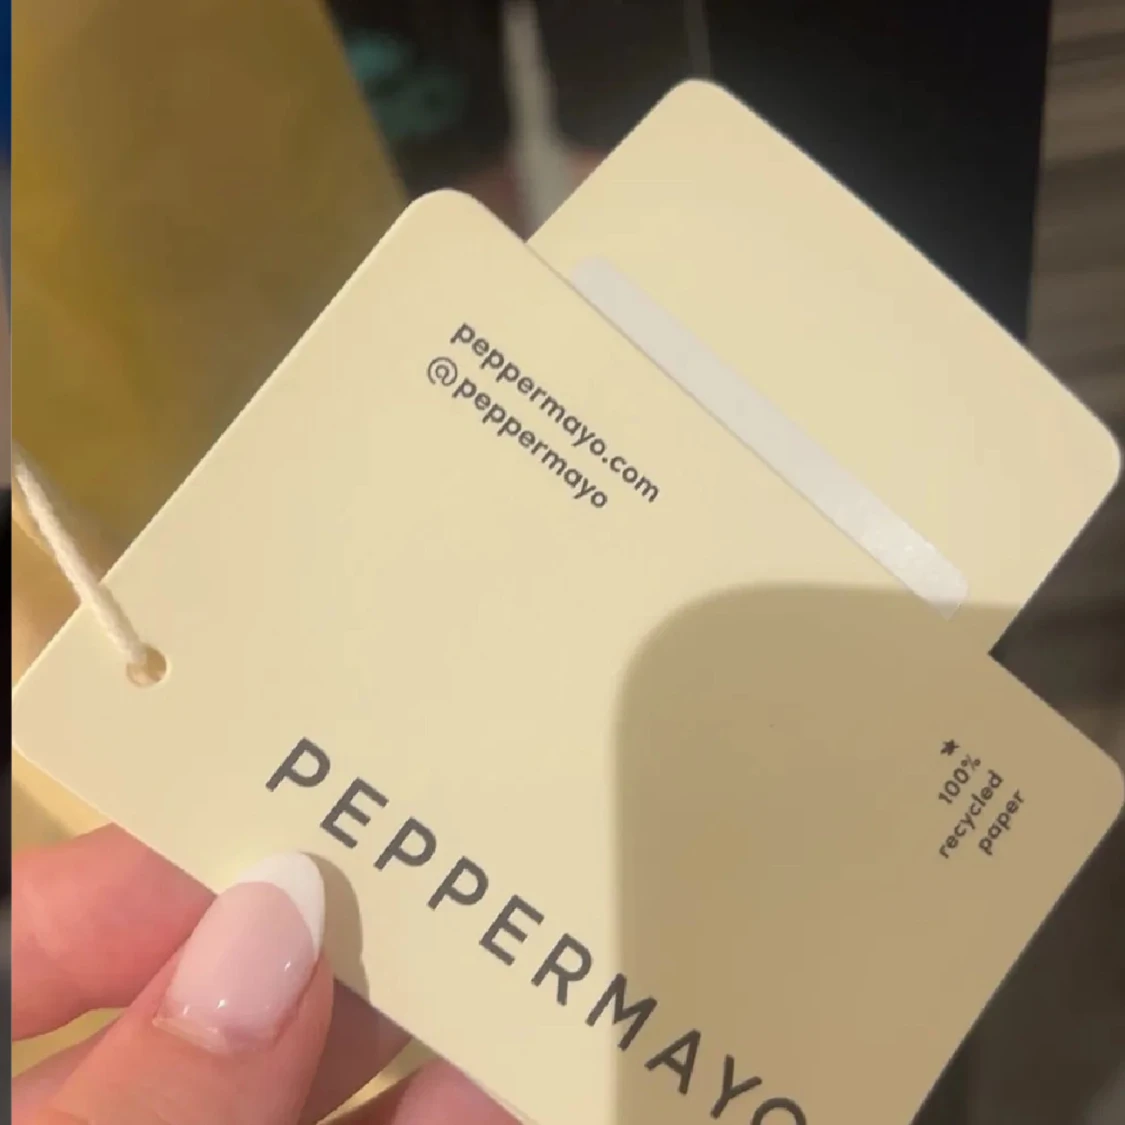 peppermayo.com
@peppermayo
PEPPERMAYO
★ 100%
recycled
paper